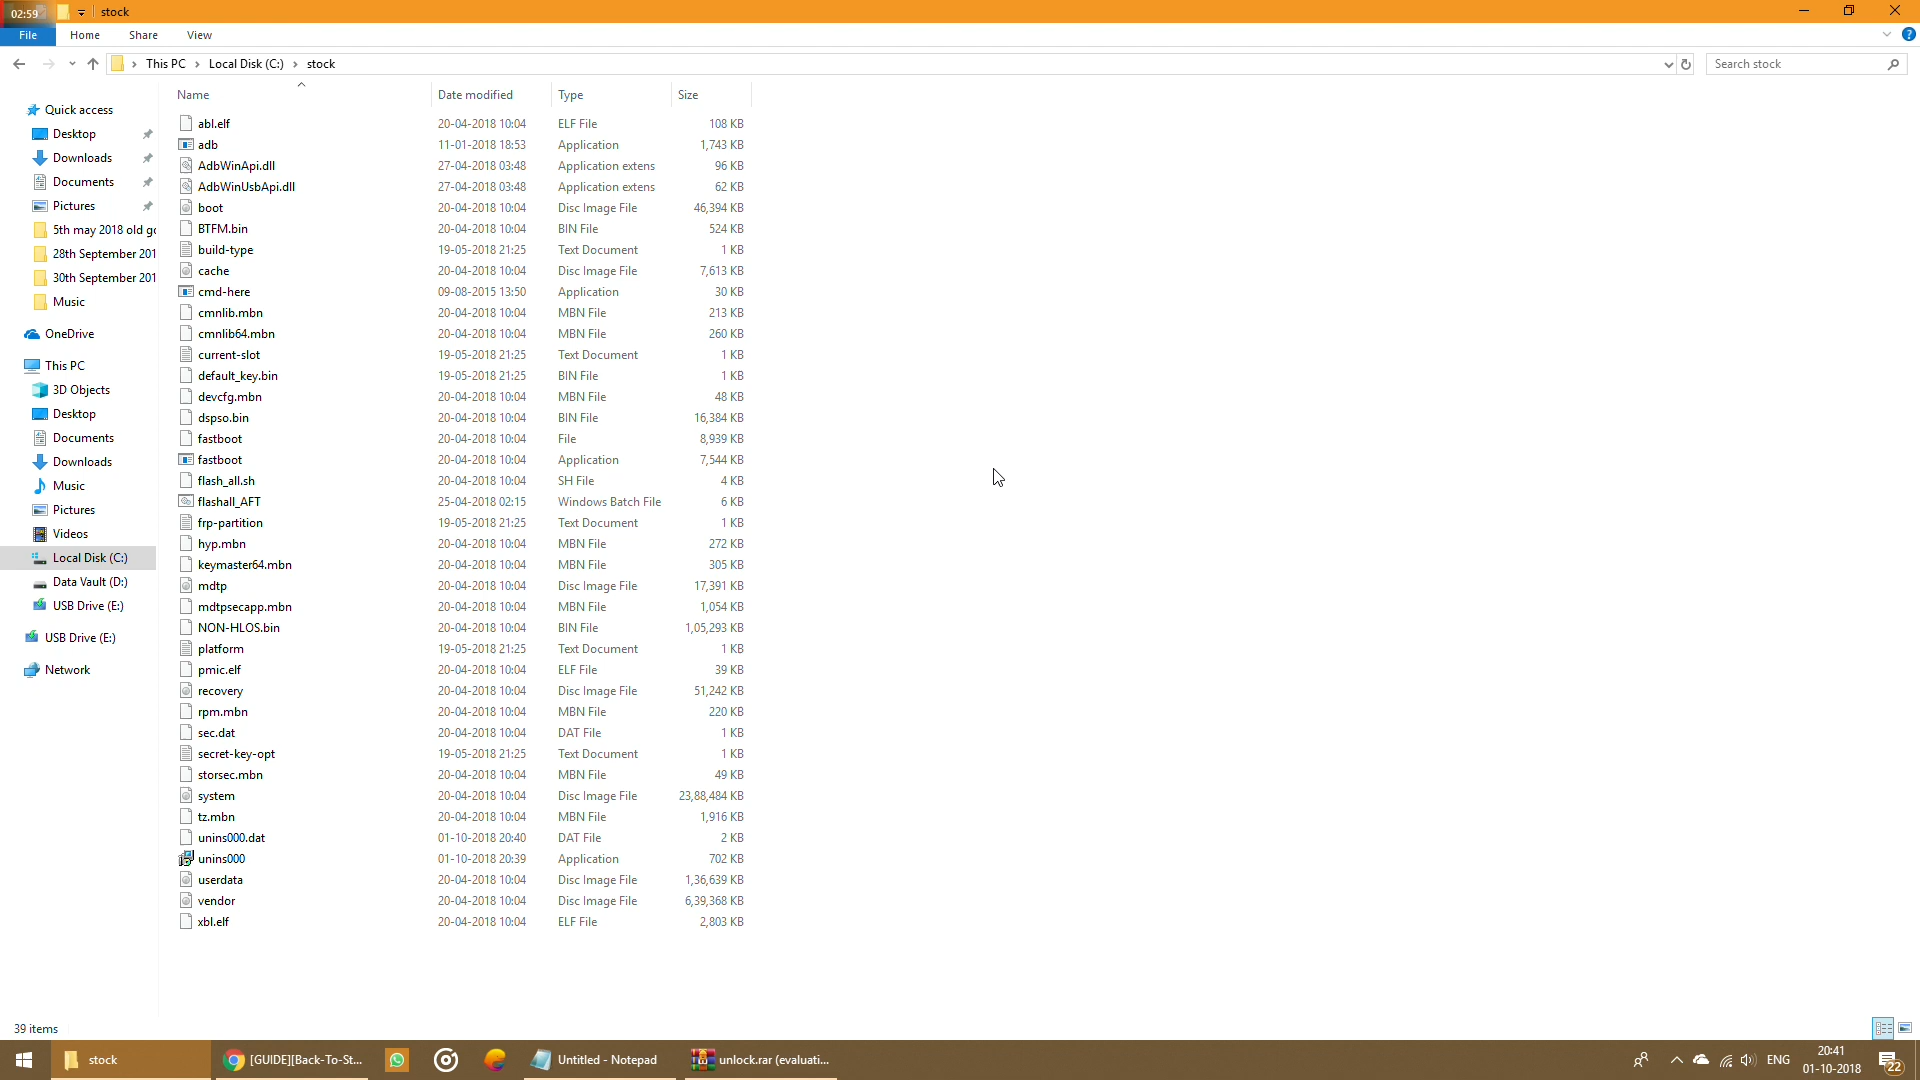 02:59 stock
File Home Share View
This PC Local Disk (C:) stock Search stock
Name Date modified Type Size
Quick access
Desktop
Downloads
Documents
Pictures
5th may 2018 old go
28th September 201
30th September 201
Music
OneDrive
This PC
3D Objects
Desktop
Documents
Downloads
Music
Pictures
Videos
Local Disk (C:)
Data Vault (D:)
USB Drive (E:)
USB Drive (E:)
Network
abl.elf 20-04-2018 10:04 ELF File 108 KB
adb 11-01-2018 18:53 Application 1,743 KB
AdbWinApi.dll 27-04-2018 03:48 Application extens 96 KB
AdbWinUsbApi.dll 27-04-2018 03:48 Application extens 62 KB
boot 20-04-2018 10:04 Disc Image File 46,394 KB
BTFM.bin 20-04-2018 10:04 BIN File 524 KB
build-type 19-05-2018 21:25 Text Document 1 KB
cache 20-04-2018 10:04 Disc Image File 7,613 KB
cmd-here 09-08-2015 13:50 Application 30 KB
cmnlib.mbn 20-04-2018 10:04 MBN File 213 KB
cmnlib64.mbn 20-04-2018 10:04 MBN File 260 KB
current-slot 19-05-2018 21:25 Text Document 1 KB
default_key.bin 19-05-2018 21:25 BIN File 1 KB
devcfg.mbn 20-04-2018 10:04 MBN File 48 KB
dspso.bin 20-04-2018 10:04 BIN File 16,384 KB
fastboot 20-04-2018 10:04 File 8,939 KB
fastboot 20-04-2018 10:04 Application 7,544 KB
flash_all.sh 20-04-2018 10:04 SH File 4 KB
flashall_AFT 25-04-2018 02:15 Windows Batch File 6 KB
frp-partition 19-05-2018 21:25 Text Document 1 KB
hyp.mbn 20-04-2018 10:04 MBN File 272 KB
keymaster64.mbn 20-04-2018 10:04 MBN File 305 KB
mdtp 20-04-2018 10:04 Disc Image File 17,391 KB
mdtpsecapp.mbn 20-04-2018 10:04 MBN File 1,054 KB
NON-HLOS.bin 20-04-2018 10:04 BIN File 1,05,293 KB
platform 19-05-2018 21:25 Text Document 1 KB
pmic.elf 20-04-2018 10:04 ELF File 39 KB
recovery 20-04-2018 10:04 Disc Image File 51,242 KB
rpm.mbn 20-04-2018 10:04 MBN File 220 KB
sec.dat 20-04-2018 10:04 DAT File 1 KB
secret-key-opt 19-05-2018 21:25 Text Document 1 KB
storsec.mbn 20-04-2018 10:04 MBN File 49 KB
system 20-04-2018 10:04 Disc Image File 23,88,484 KB
tz.mbn 20-04-2018 10:04 MBN File 1,916 KB
unins000.dat 01-10-2018 20:40 DAT File 2 KB
unins000 01-10-2018 20:39 Application 702 KB
userdata 20-04-2018 10:04 Disc Image File 1,36,639 KB
vendor 20-04-2018 10:04 Disc Image File 6,39,368 KB
xbl.elf 20-04-2018 10:04 ELF File 2,803 KB
39 items
stock [GUIDE][Back-To-St... Untitled - Notepad unlock.rar (evaluati... ENG 20:41
01-10-2018 22